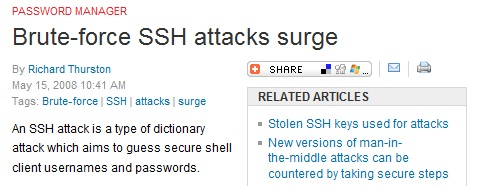 PASSWORD MANAGER
Brute-force SSH attacks surge
By Richard Thurston
May 15, 2008 10:41 AM
Tags: Brute-force | SSH | attacks | surge
An SSH attack is a type of dictionary
attack which aims to guess secure shell
client usernames and passwords.
SHARE
RELATED ARTICLES
Stolen SSH keys used for attacks
New versions of man-in-
the-middle attacks can be
countered by taking secure steps